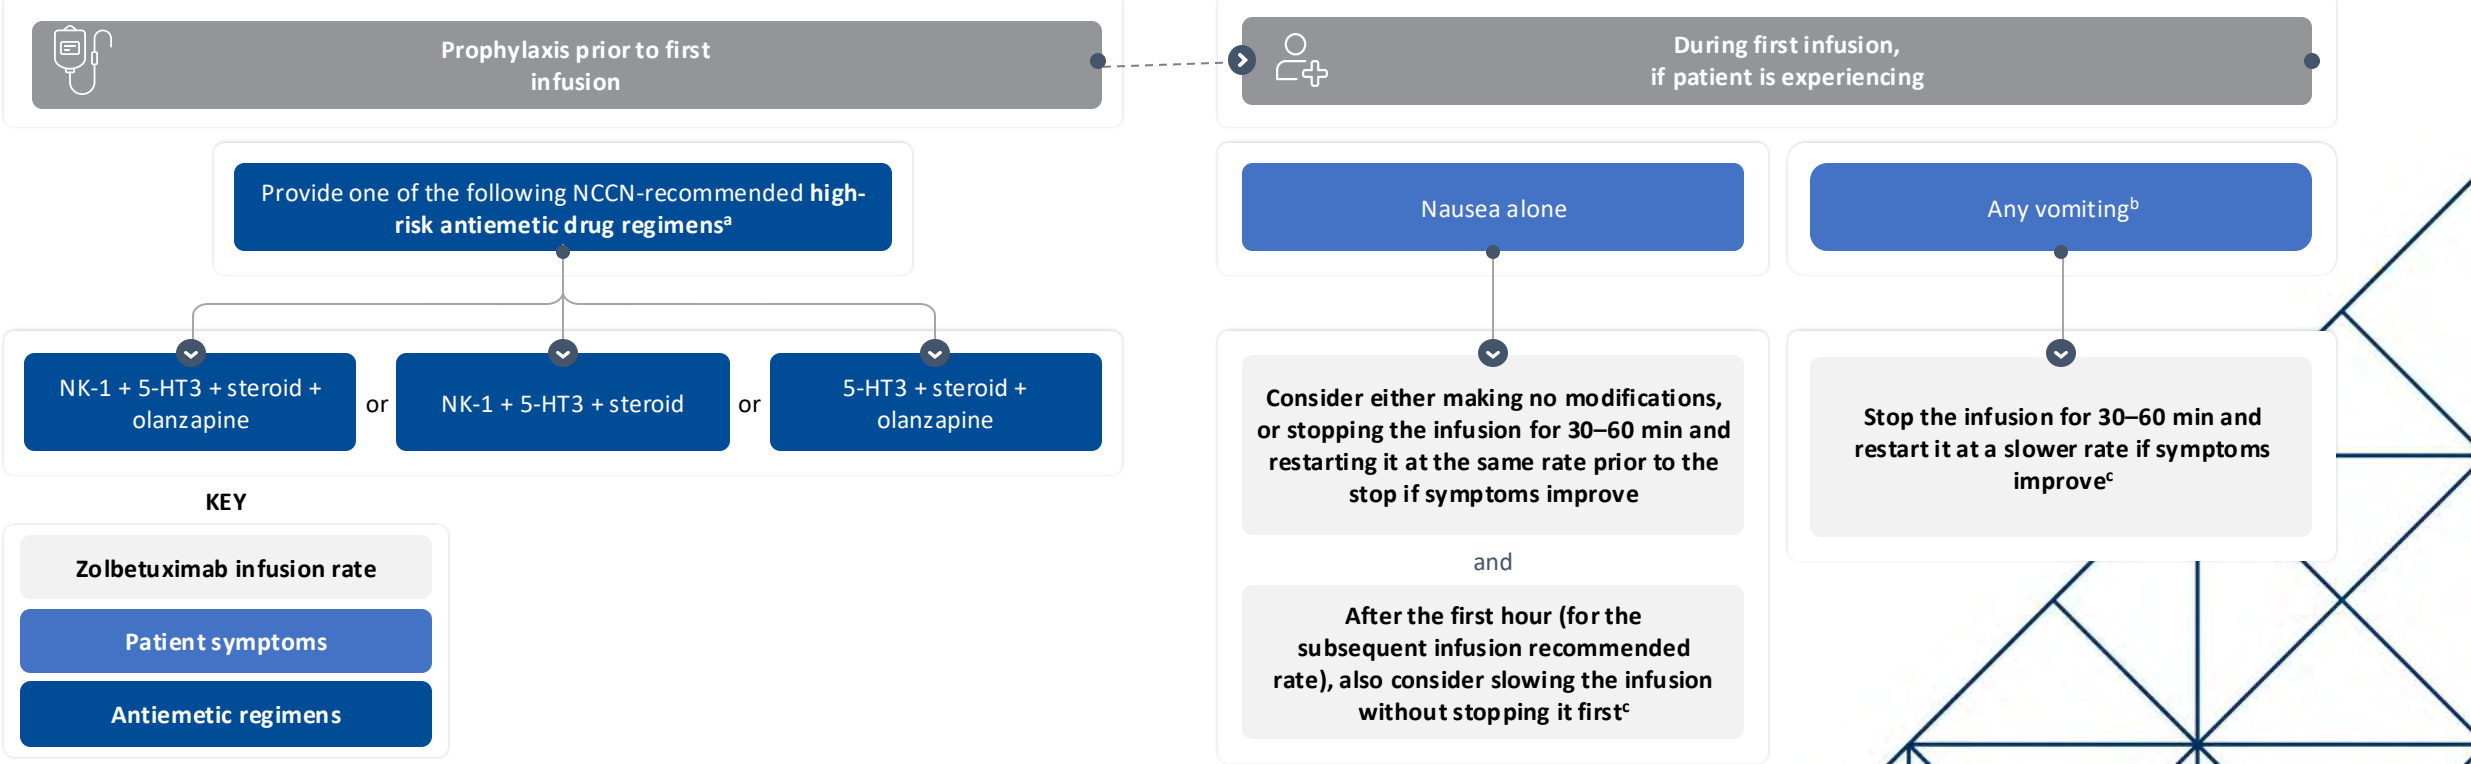 Prophylaxis prior to first
infusion
During first infusion,
if patient is experiencing
Provide one of the following NCCN-recommended high-
risk antiemetic drug regimensᵃ
Nausea alone
Any vomitingᵇ
NK-1 + 5-HT3 + steroid +
olanzapine
or
NK-1 + 5-HT3 + steroid
or
5-HT3 + steroid +
olanzapine
Consider either making no modifications,
or stopping the infusion for 30–60 min and
restarting it at the same rate prior to the
stop if symptoms improve
and
After the first hour (for the
subsequent infusion recommended
rate), also consider slowing the infusion
without stopping it firstᶜ
Stop the infusion for 30–60 min and
restart it at a slower rate if symptoms
improveᶜ
KEY
Zolbetuximab infusion rate
Patient symptoms
Antiemetic regimens